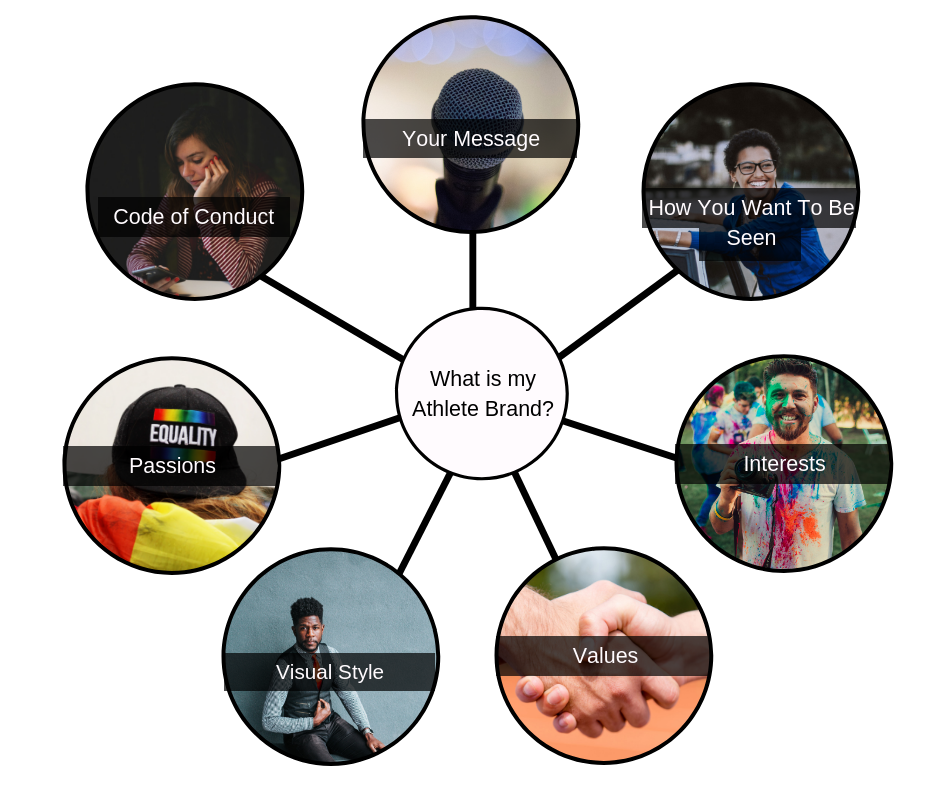 Your Message
Code of Conduct
How You Want To Be
Seen
What is my
Athlete Brand?
EQUALITY
Passions
Interests
Visual Style
Values